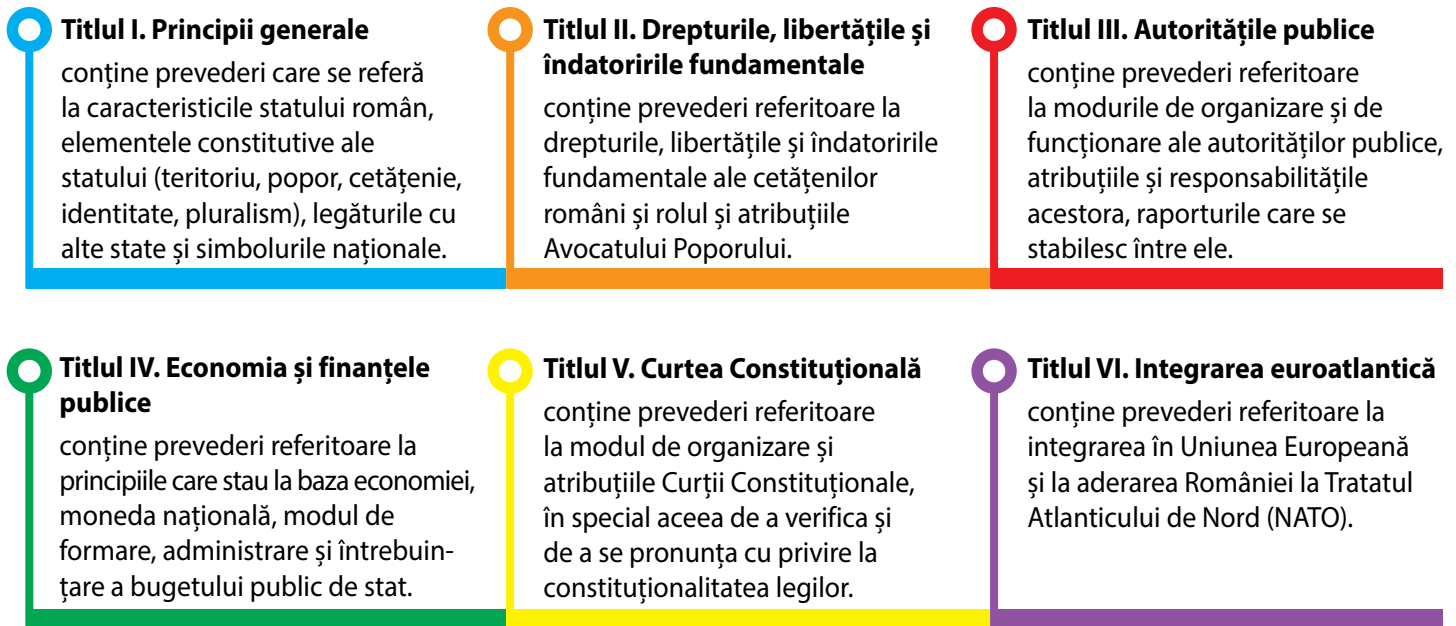 Titlul I. Principii generale
conține prevederi care se referă
la caracteristicile statului român,
elementele constitutive ale
statului (teritoriu, popor, cetățenie,
identitate, pluralism), legăturile cu
alte state și simbolurile naționale.
Titlul II. Drepturile, libertățile și
îndatoririle fundamentale
conține prevederi referitoare la
drepturile, libertățile și îndatoririle
fundamentale ale cetățenilor
români și rolul și atribuțiile
Avocatului Poporului.
Titlul III. Autoritățile publice
conține prevederi referitoare
la modurile de organizare și de
funcționare ale autorităților publice,
atribuțiile și responsabilitățile
acestora, raporturile care se
stabilesc între ele.
Titlul IV. Economia și finanțele
publice
conține prevederi referitoare la
principiile care stau la baza economiei,
moneda națională, modul de
formare, administrare și întrebuin-
țare a bugetului public de stat.
Titlul V. Curtea Constituțională
conține prevederi referitoare
la modul de organizare și
atribuțiile Curții Constituționale,
în special aceea de a verifica și
de a se pronunța cu privire la
constituționalitatea legilor.
Titlul VI. Integrarea euroatlantică
conține prevederi referitoare la
integrarea în Uniunea Europeană
și la aderarea României la Tratatul
Atlanticului de Nord (NATO).